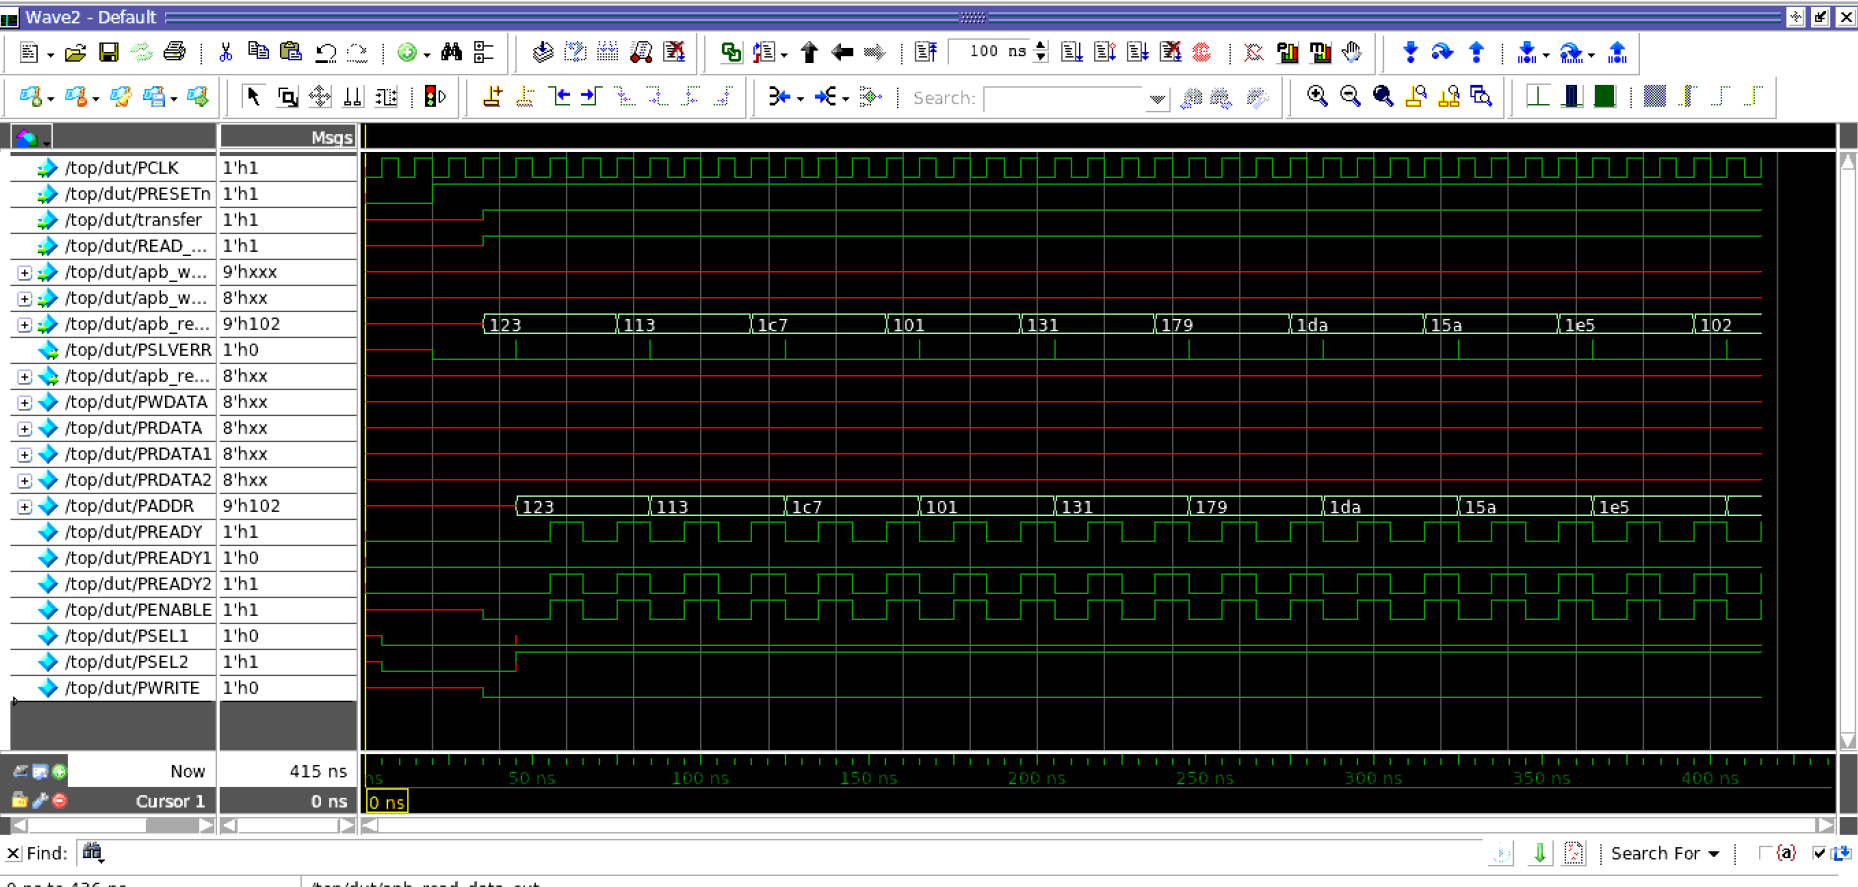 Wave2 - Default
100 ns
Search:
Msgs
/top/dut/PCLK 1'h1
/top/dut/PRESETn 1'h1
/top/dut/transfer 1'h1
/top/dut/READ_... 1'h1
/top/dut/apb_w... 9'hxxx
/top/dut/apb_w... 8'hxx
/top/dut/apb_re... 9'h102 123 113 1c7 101 131 179 1da 15a 1e5 102
/top/dut/PSLVERR 1'h0
/top/dut/apb_re... 8'hxx
/top/dut/PWDATA 8'hxx
/top/dut/PRDATA 8'hxx
/top/dut/PRDATA1 8'hxx
/top/dut/PRDATA2 8'hxx
/top/dut/PADDR 9'h102 123 113 1c7 101 131 179 1da 15a 1e5
/top/dut/PREADY 1'h1
/top/dut/PREADY1 1'h0
/top/dut/PREADY2 1'h1
/top/dut/PENABLE 1'h1
/top/dut/PSEL1 1'h0
/top/dut/PSEL2 1'h1
/top/dut/PWRITE 1'h0
Now 415 ns ns 50 ns 100 ns 150 ns 200 ns 250 ns 300 ns 350 ns 400 ns
Cursor 1 0 ns 0 ns
Find: Search For {a}